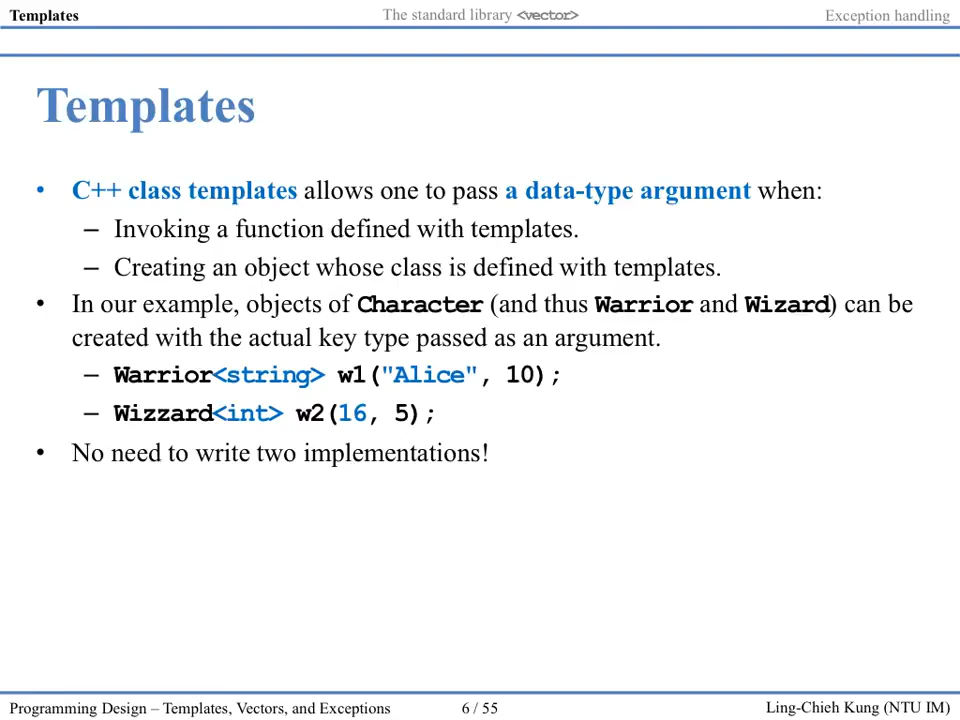 Templates
The standard library <vector>
Exception handling
Templates
• C++ class templates allows one to pass a data-type argument when:
– Invoking a function defined with templates.
– Creating an object whose class is defined with templates.
• In our example, objects of Character (and thus Warrior and Wizard) can be
created with the actual key type passed as an argument.
– Warrior<string> w1("Alice", 10);
– Wizzard<int> w2(16, 5);
• No need to write two implementations!
Programming Design – Templates, Vectors, and Exceptions
6 / 55
Ling-Chieh Kung (NTU IM)